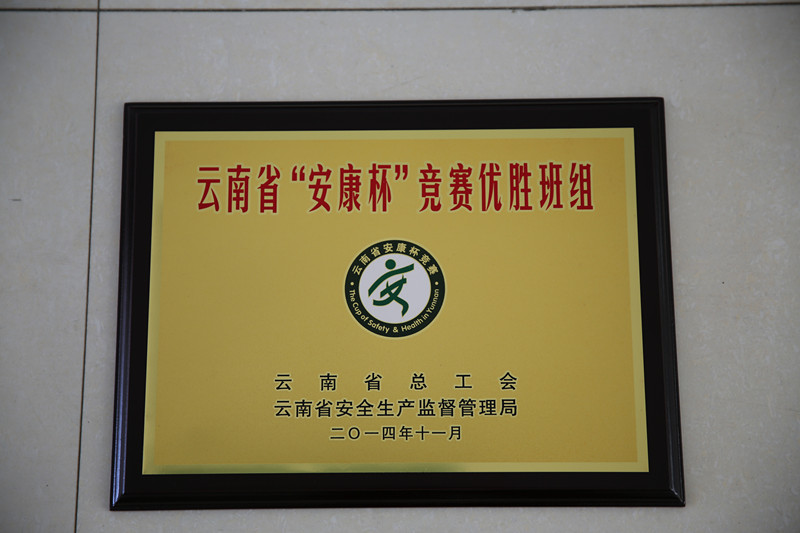 云南省“安康杯”竞赛优胜班组
·云南省安康杯竞赛·
安
The Cup of Safety & Health in Yunnan
云南省总工会
云南省安全生产监督管理局
二〇一四年十一月